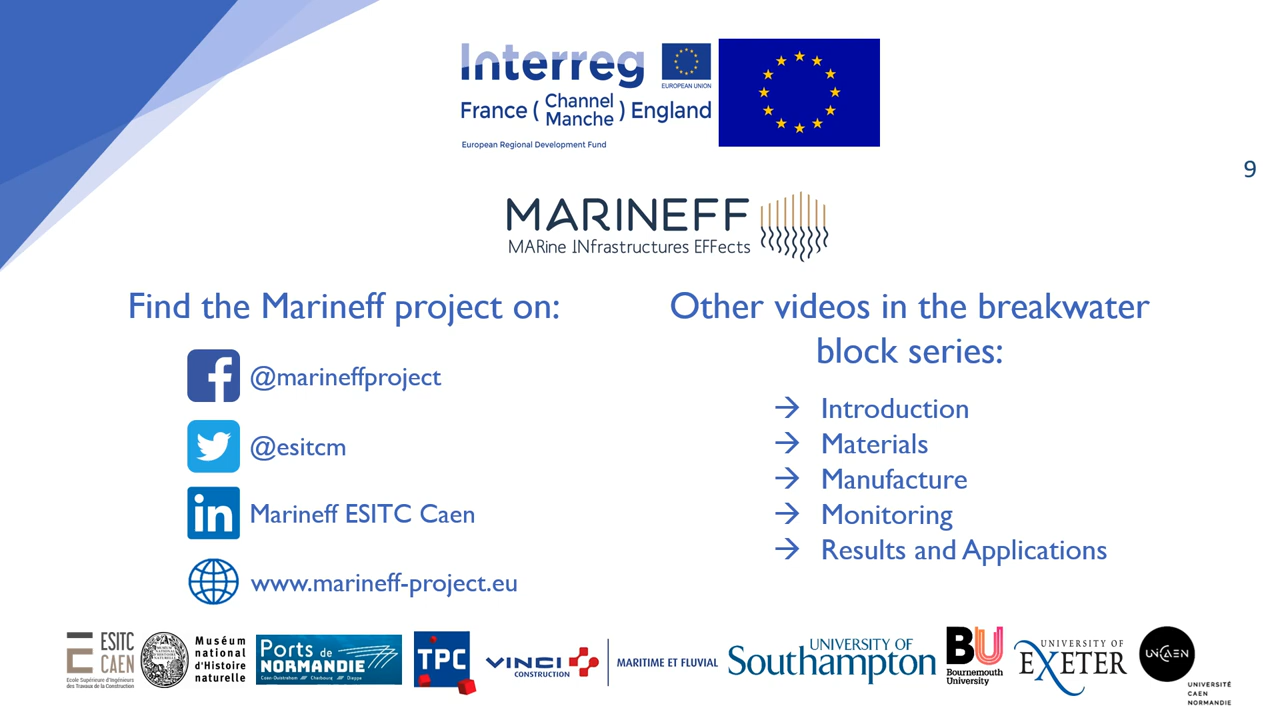 Interreg
EUROPEAN UNION
France ( Channel Manche ) England
European Regional Development Fund
9
MARINEFF
MARine INfrastructures EFFects
Find the Marineff project on:
@marineffproject
@esitcm
Marineff ESITC Caen
www.marineff-project.eu
Other videos in the breakwater
block series:
→ Introduction
→ Materials
→ Manufacture
→ Monitoring
→ Results and Applications
ESITC
CAEN
Ecole Supérieure d'Ingénieurs
des Travaux de la Construction
Muséum
national
d'Histoire
naturelle
Ports de
NORMANDIE
Caen-Ouistreham Cherbourg Dieppe
TPC
VINCI
CONSTRUCTION
MARITIME ET FLUVIAL
UNIVERSITY OF
Southampton
BU
Bournemouth
University
UNIVERSITY OF
EXETER
UNICAEN
UNIVERSITÉ
CAEN
NORMANDIE